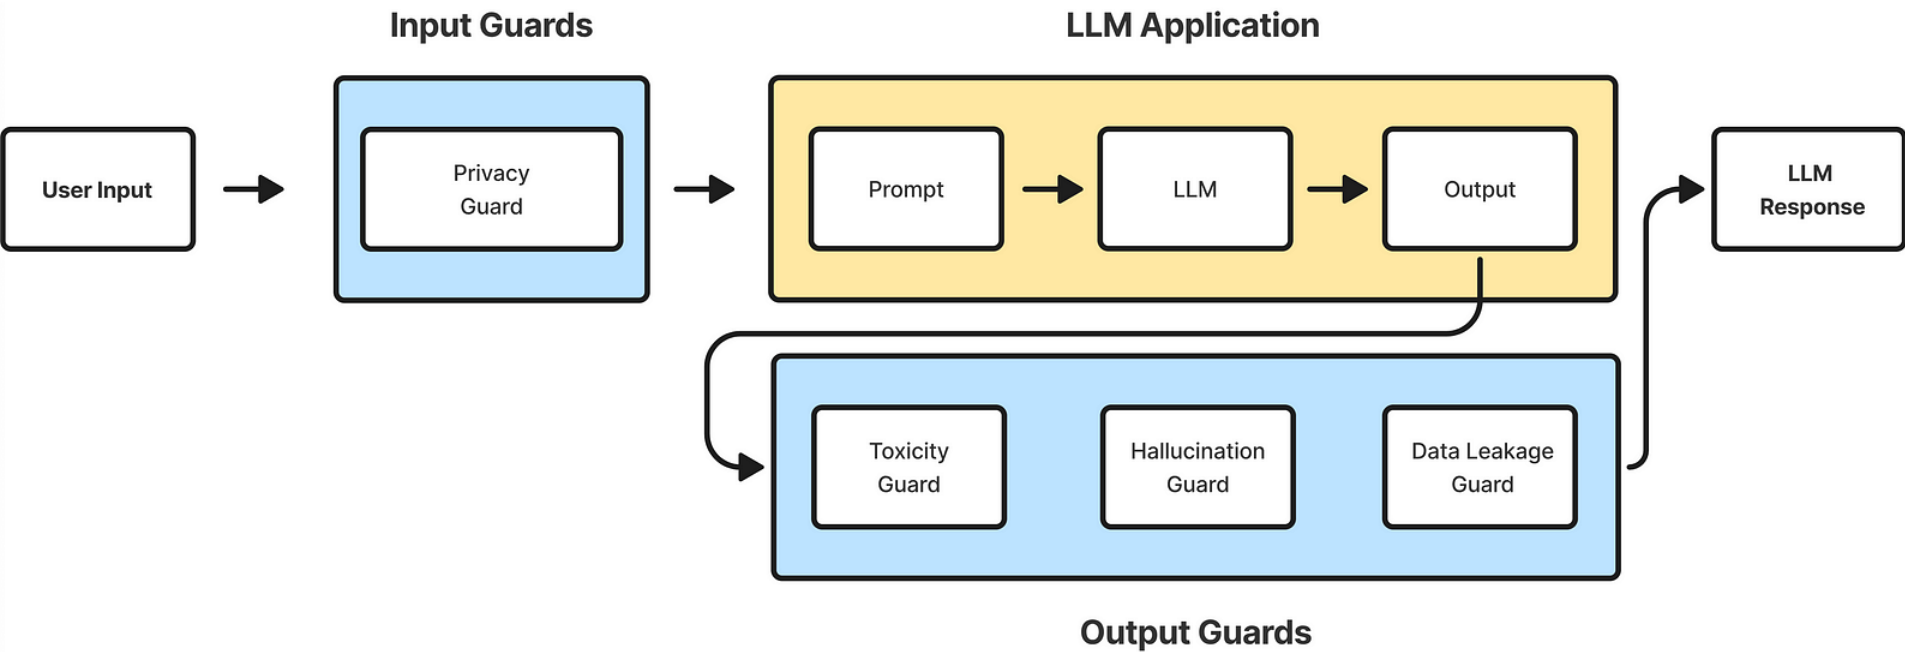 Input Guards
LLM Application
User Input
Privacy
Guard
Prompt
LLM
Output
LLM
Response
Toxicity
Guard
Hallucination
Guard
Data Leakage
Guard
Output Guards